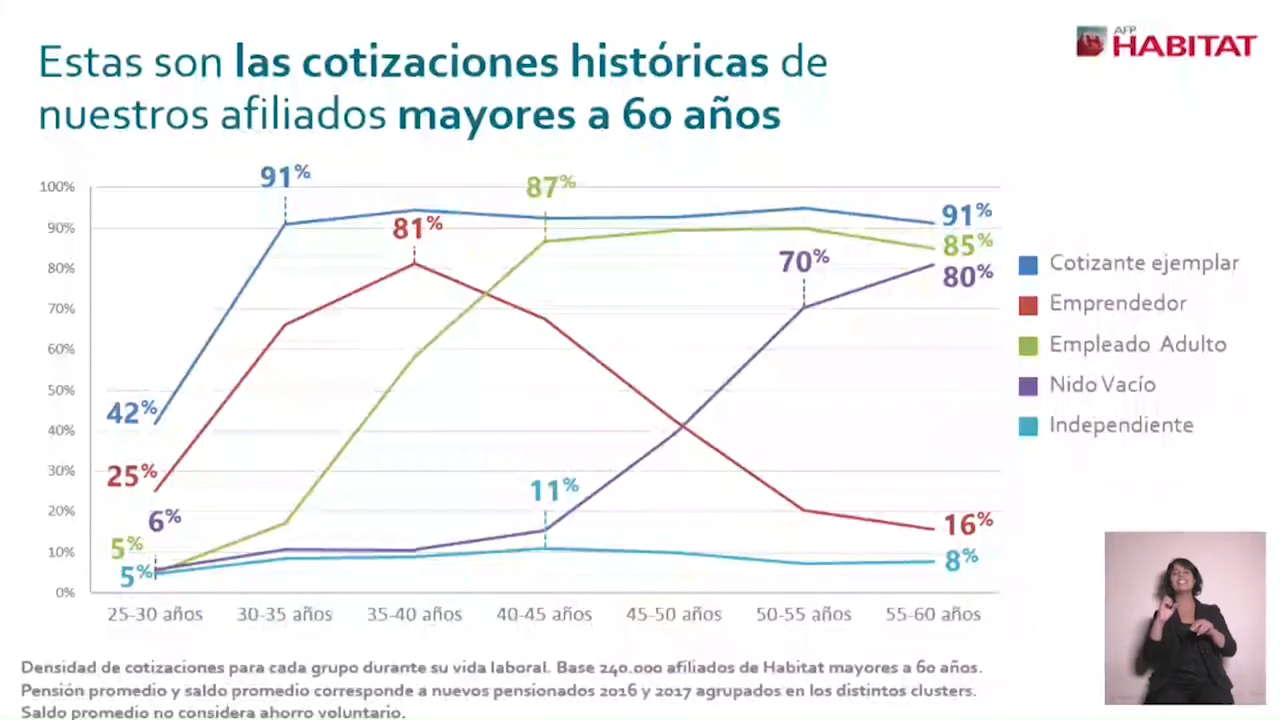 Estas son las cotizaciones históricas de
nuestros afiliados mayores a 60 años
AFP
HABITAT
100%
90%
80%
70%
60%
50%
40%
30%
20%
10%
0%
91%
81%
87%
70%
91%
85%
80%
42%
25%
6%
5%
5%
11%
16%
8%
25-30 años
30-35 años
35-40 años
40-45 años
45-50 años
50-55 años
55-60 años
Cotizante ejemplar
Emprendedor
Empleado Adulto
Nido Vacío
Independiente
Densidad de cotizaciones para cada grupo durante su vida laboral. Base 240.000 afiliados de Habitat mayores a 60 años.
Pensión promedio y saldo promedio corresponde a nuevos pensionados 2016 y 2017 agrupados en los distintos clusters.
Saldo promedio no considera ahorro voluntario.